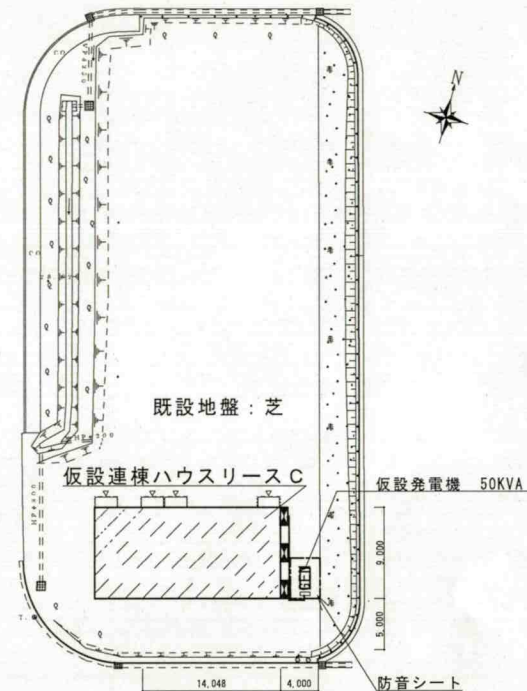 N
既設地盤：芝
仮設連棟ハウスリースC
仮設発電機 50KVA
9,000
5,000
14,048
4,000
防音シート